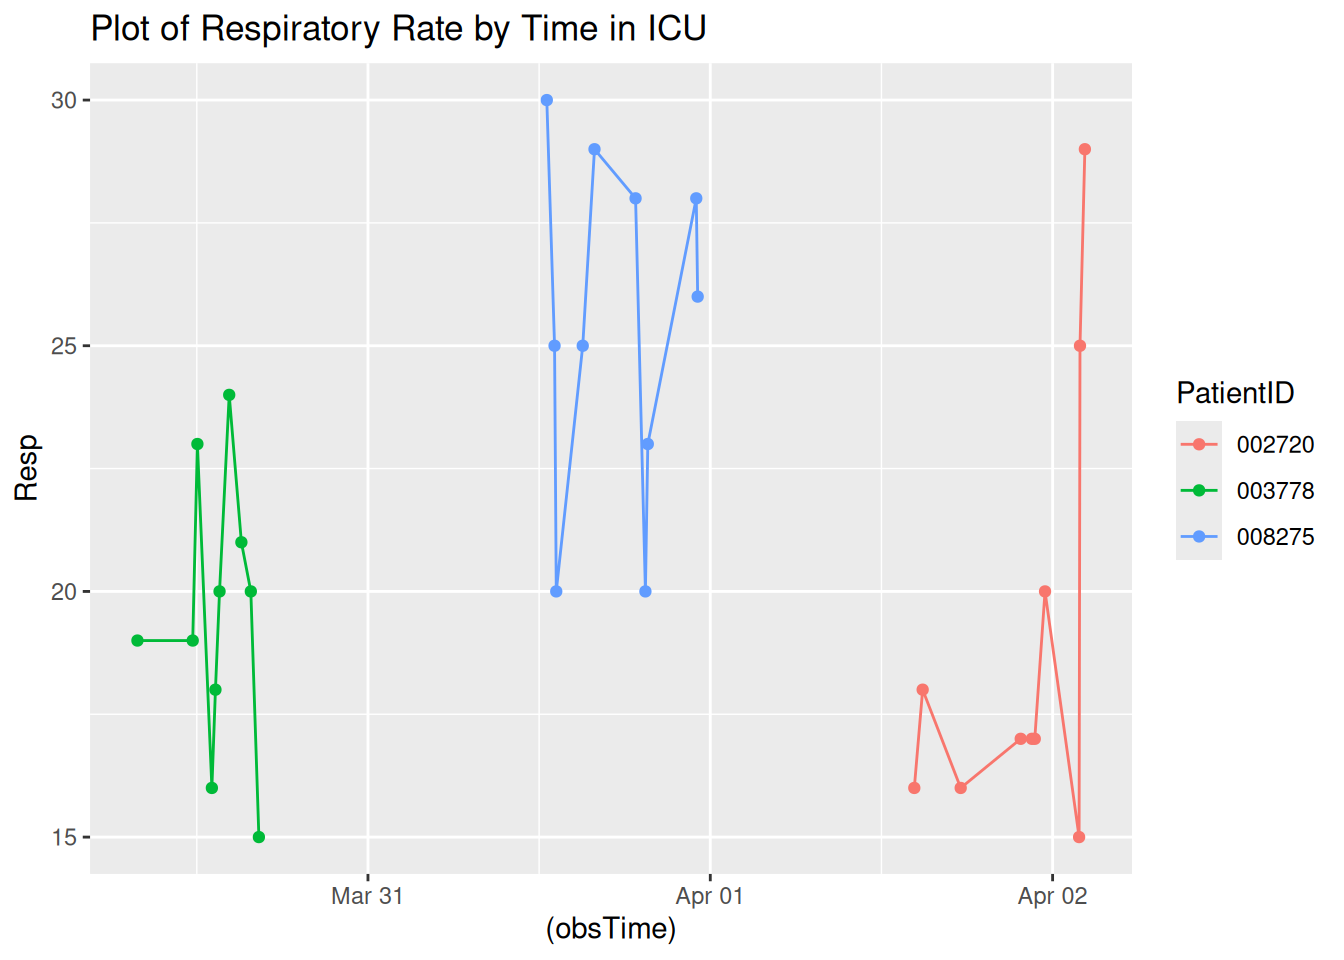 Plot of Respiratory Rate by Time in ICU
30
25
20
15
Resp
Mar 31
Apr 01
Apr 02
(obsTime)
PatientID
002720
003778
008275